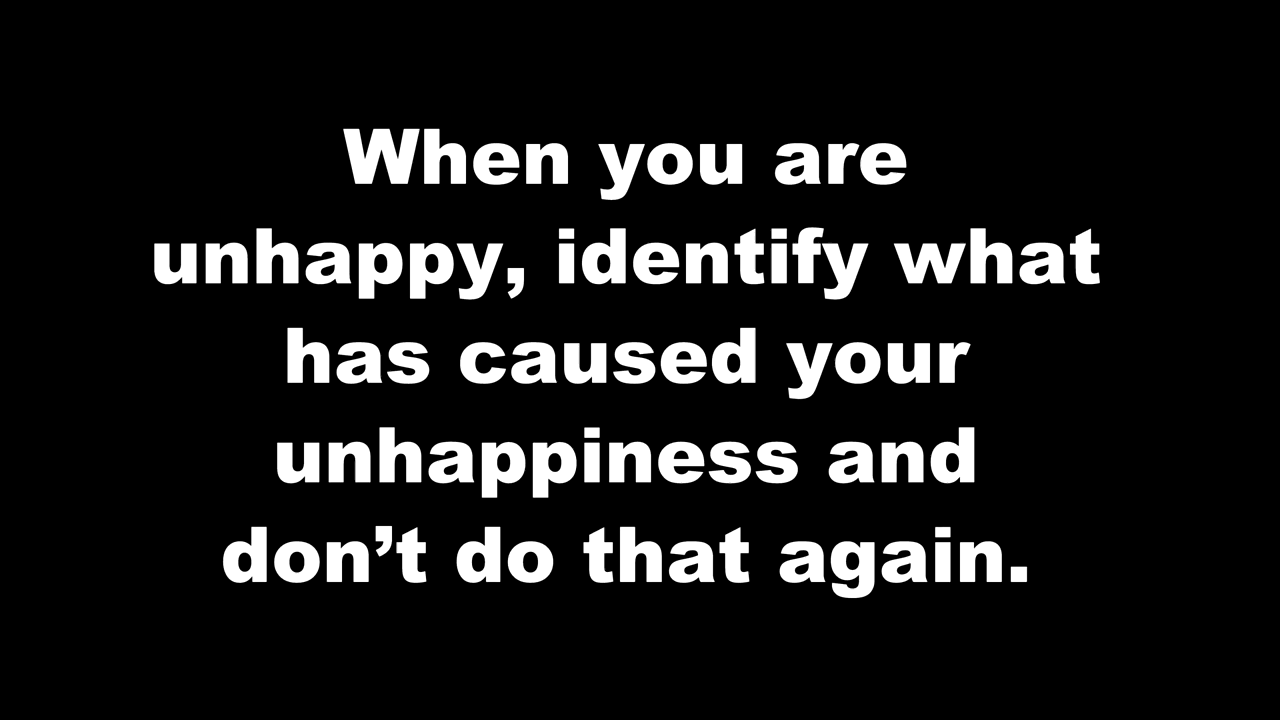 When you are
unhappy, identify what
has caused your
unhappiness and
don’t do that again.